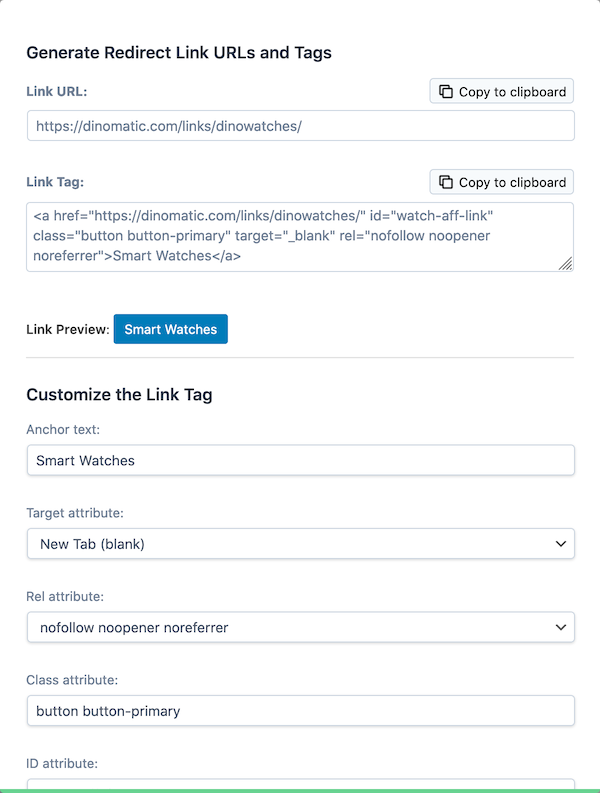 Generate Redirect Link URLs and Tags
Link URL:
Copy to clipboard
https://dinomatic.com/links/dinowatches/
Link Tag:
Copy to clipboard
<a href="https://dinomatic.com/links/dinowatches/" id="watch-aff-link"
class="button button-primary" target="_blank" rel="nofollow noopener
noreferrer">Smart Watches</a>
Link Preview: Smart Watches
Customize the Link Tag
Anchor text:
Smart Watches
Target attribute:
New Tab (blank)
Rel attribute:
nofollow noopener noreferrer
Class attribute:
button button-primary
ID attribute: